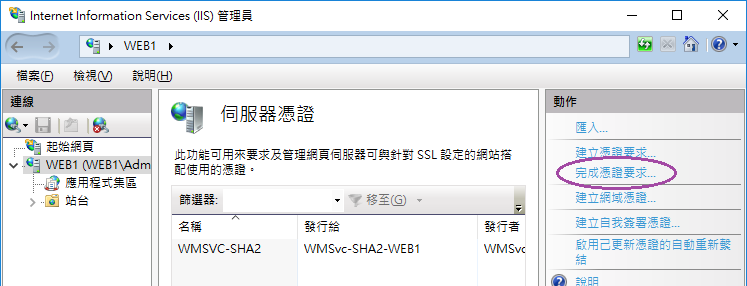 Internet Information Services (IIS) 管理員
WEB1
檔案(F) 檢視(V) 說明(H)
連線
起始網頁
WEB1 (WEB1\Adm
應用程式集區
站台
伺服器憑證
此功能可用來要求及管理網頁伺服器可與針對 SSL 設定的網站搭
配使用的憑證。
篩選器: 移至(G)
名稱 發行給 發行者
WMSVC-SHA2 WMSvc-SHA2-WEB1 WMSvc
動作
匯入...
建立憑證要求...
完成憑證要求...
建立網域憑證...
建立自我簽署憑證...
啟用已更新憑證的自動重新繫
結
說明